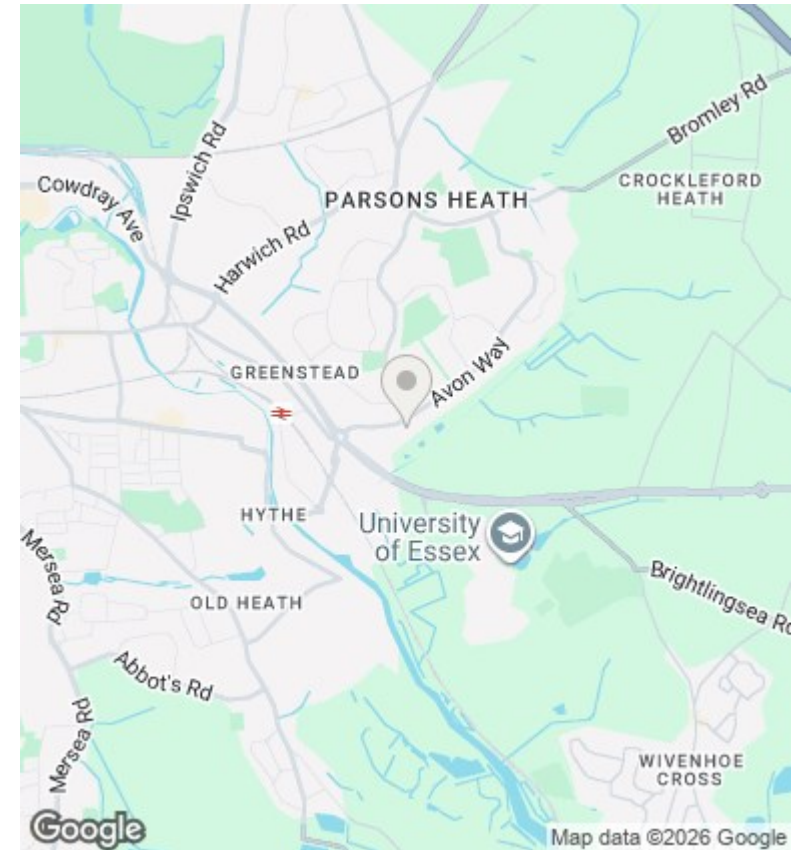 Bromley Rd
Ipswich Rd
CROCKLEFORD
HEATH
Cowdray Ave
PARSONS HEATH
Harwich Rd
GREENSTEAD
Avon Way
HYTHE
University
of Essex
Mersea Rd
Brightlingsea Ro
OLD HEATH
Abbot's Rd
Mersea Rd
WIVENHOE
CROSS
Google
Map data ©2026 Google